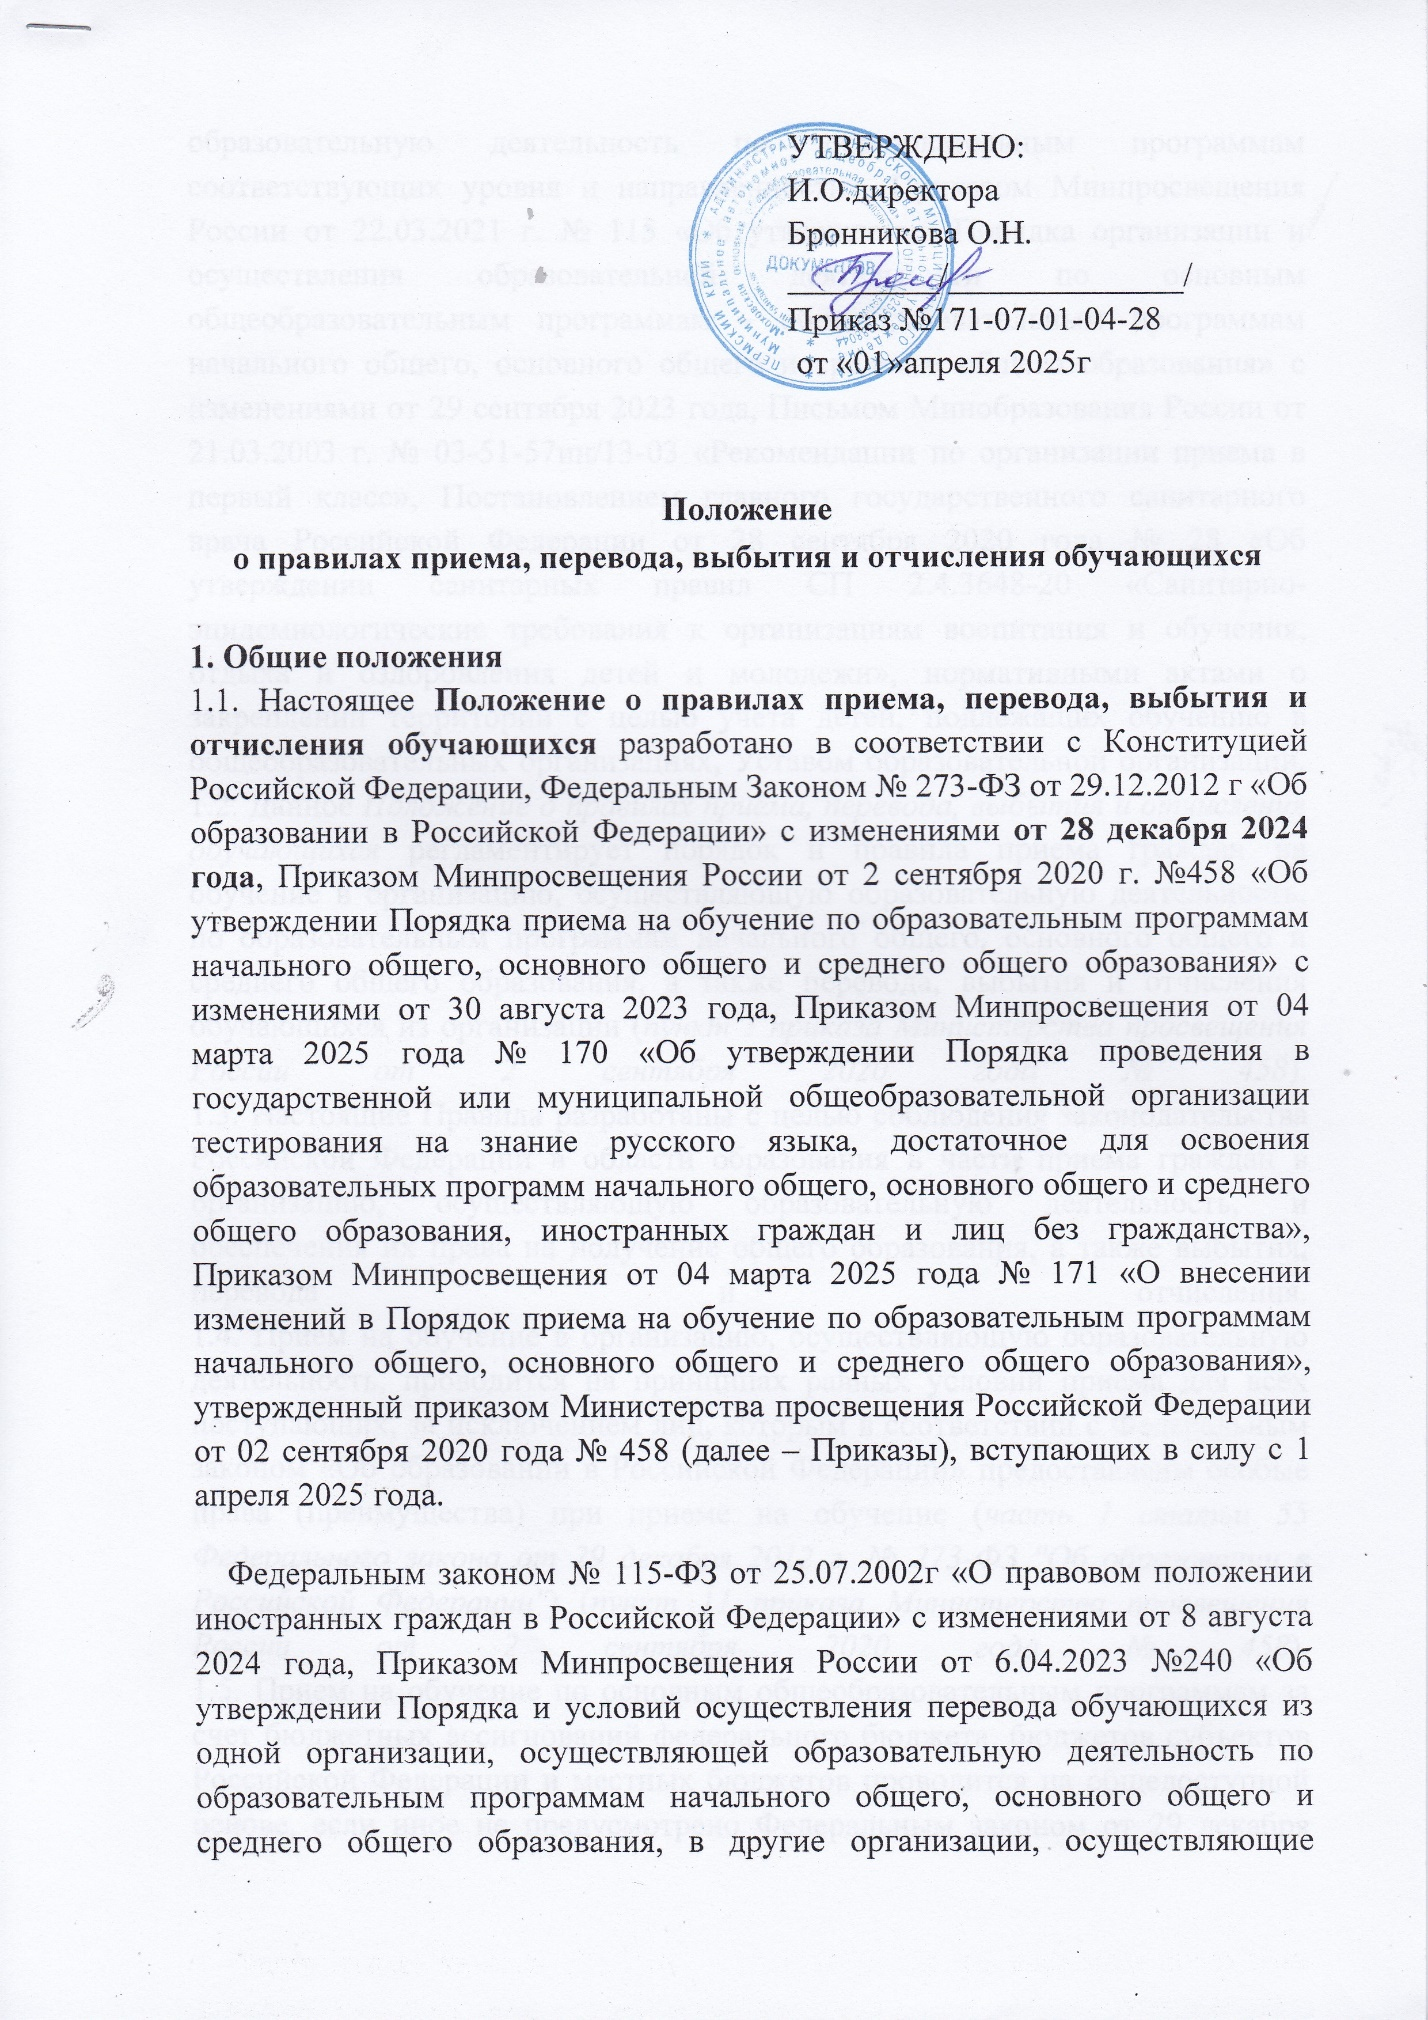 УТВЕРЖДЕНО:
И.О.директора
Бронникова О.Н.
/ /
Приказ №171-07-01-04-28
от «01»апреля 2025г
ДОКУМЕНТОВ
Положение
о правилах приема, перевода, выбытия и отчисления обучающихся
1. Общие положения
1.1. Настоящее Положение о правилах приема, перевода, выбытия и
отчисления обучающихся разработано в соответствии с Конституцией
Российской Федерации, Федеральным Законом № 273-ФЗ от 29.12.2012 г «Об
образовании в Российской Федерации» с изменениями от 28 декабря 2024
года, Приказом Минпросвещения России от 2 сентября 2020 г. №458 «Об
утверждении Порядка приема на обучение по образовательным программам
начального общего, основного общего и среднего общего образования» с
изменениями от 30 августа 2023 года, Приказом Минпросвещения от 04
марта 2025 года № 170 «Об утверждении Порядка проведения в
государственной или муниципальной общеобразовательной организации
тестирования на знание русского языка, достаточное для освоения
образовательных программ начального общего, основного общего и среднего
общего образования, иностранных граждан и лиц без гражданства»,
Приказом Минпросвещения от 04 марта 2025 года № 171 «О внесении
изменений в Порядок приема на обучение по образовательным программам
начального общего, основного общего и среднего общего образования»,
утвержденный приказом Министерства просвещения Российской Федерации
от 02 сентября 2020 года № 458 (далее – Приказы), вступающих в силу с 1
апреля 2025 года.
Федеральным законом № 115-ФЗ от 25.07.2002г «О правовом положении
иностранных граждан в Российской Федерации» с изменениями от 8 августа
2024 года, Приказом Минпросвещения России от 6.04.2023 №240 «Об
утверждении Порядка и условий осуществления перевода обучающихся из
одной организации, осуществляющей образовательную деятельность по
образовательным программам начального общего, основного общего и
среднего общего образования, в другие организации, осуществляющие